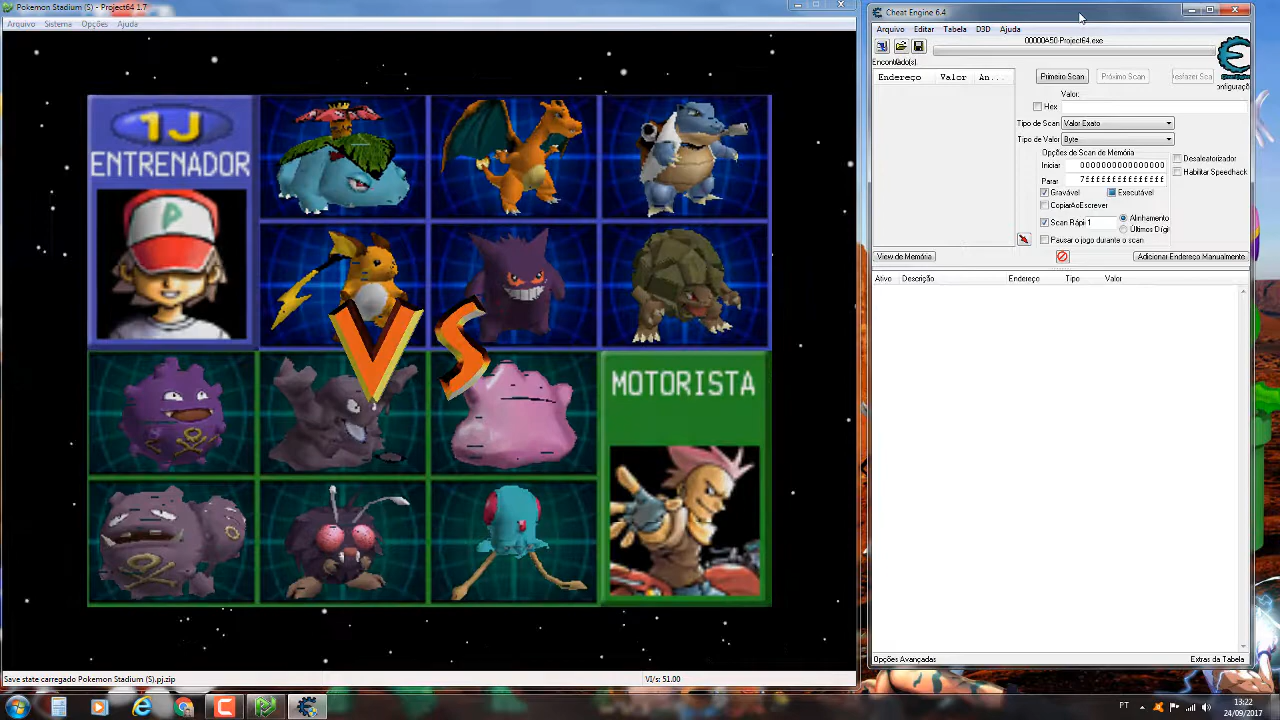 Pokemon Stadium (S) - Project64 1.7
Arquivo Sistema Opções Ajuda
1J
ENTRENADOR
VS
MOTORISTA
Save state carregado Pokemon Stadium (S).pj.zip
VI/s: 51.00
Cheat Engine 6.4
Arquivo Editar Tabela D3D Ajuda
00000A50-Project64.exe
Encontrado(s)
Endereço Valor An...
Primeiro Scan Próximo Scan Desfazer Sca
onfiguraçõe
Valor:
Hex
Tipo de Scan Valor Exato
Tipo de Valor Byte
Opções de Scan de Memória
Iniciar 0000000000000000
Parar 7fffffffffffffff
Gravável Executável
CopiarAoEscrever
Scan Rápi 1 Alinhamento
Últimos Dígi
Pausar o jogo durante o scan
Desaleatorizador
Habilitar Speedhack
View de Memória
Adicionar Endereço Manualmente
Ativo Descrição Endereço Tipo Valor
Opções Avançadas
Extras da Tabela
PT
13:22
24/09/2017